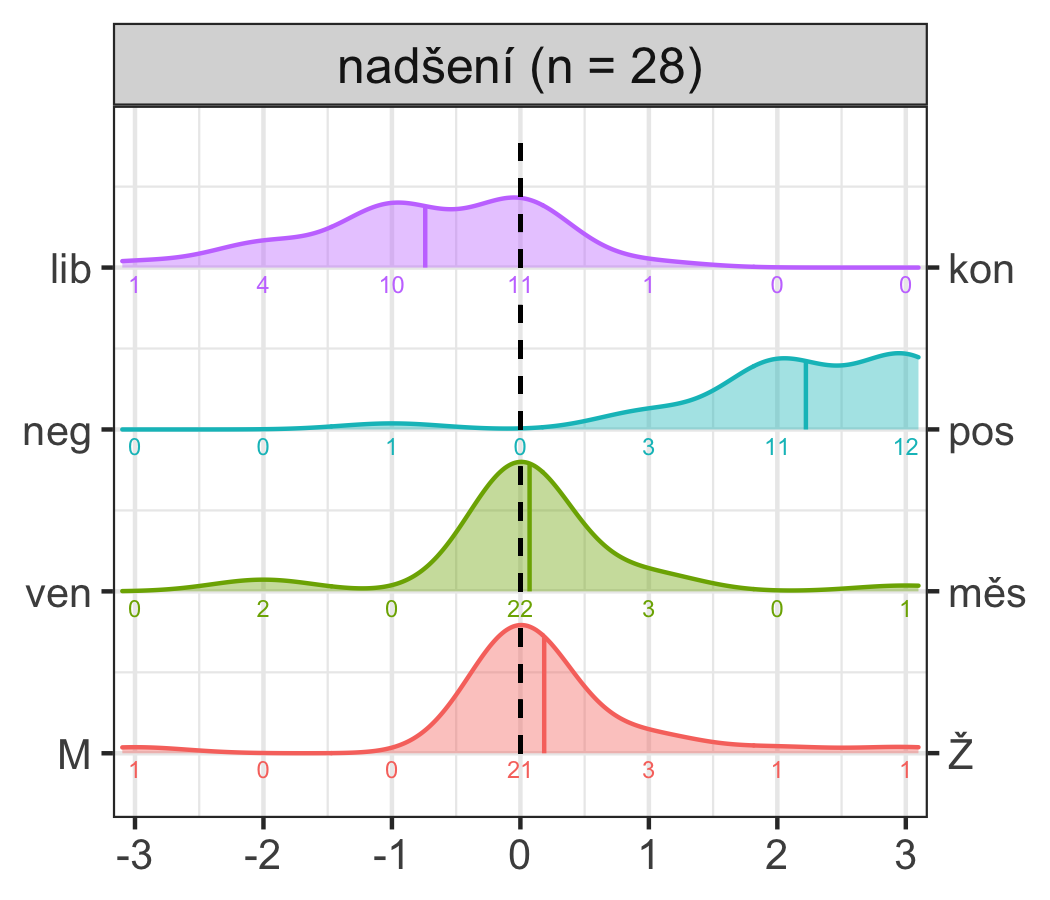 nadšení (n = 28)
lib kon
1 4 10 11 1 0 0
neg pos
0 0 1 0 3 11 12
ven měs
0 2 0 22 3 0 1
M Ž
1 0 0 21 3 1 1
-3 -2 -1 0 1 2 3